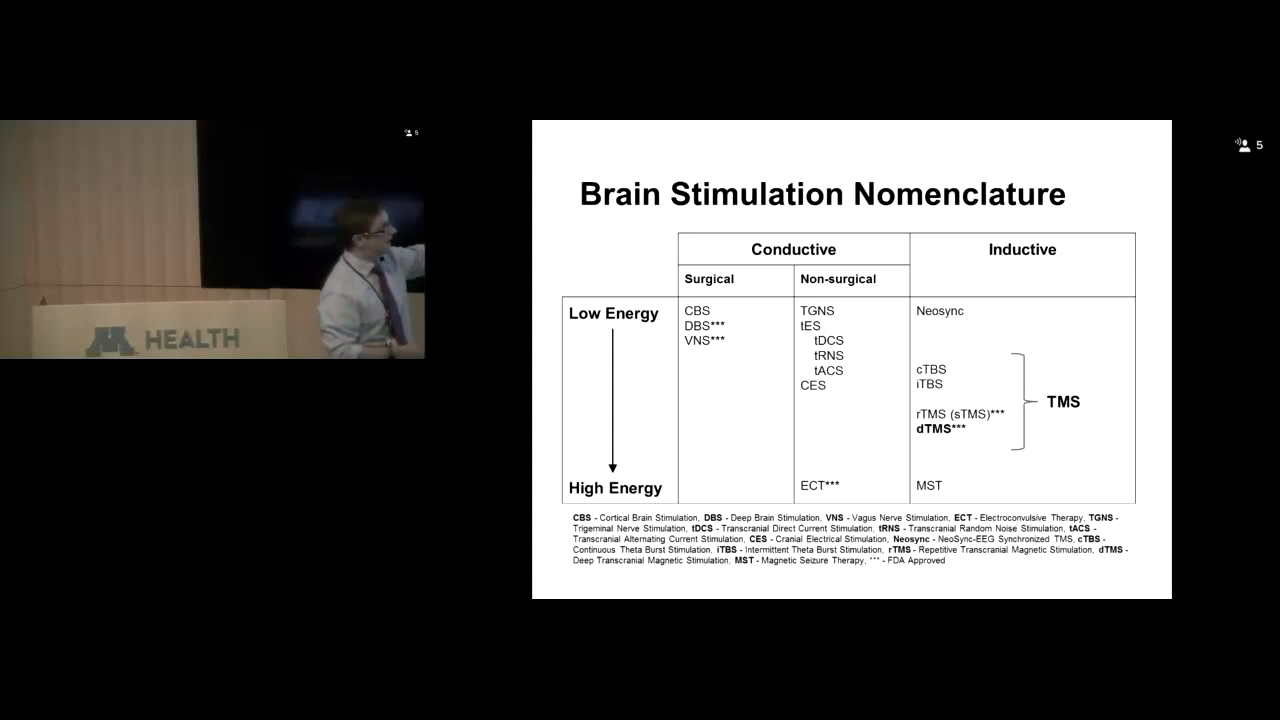 5
M HEALTH
5
Brain Stimulation Nomenclature
Conductive
Inductive
Surgical
Non-surgical
Low Energy
High Energy
CBS
DBS***
VNS***
TGNS
tES
tDCS
tRNS
tACS
CES
ECT***
Neosync
cTBS
iTBS
rTMS (sTMS)***
dTMS***
TMS
MST
CBS - Cortical Brain Stimulation, DBS - Deep Brain Stimulation, VNS - Vagus Nerve Stimulation, ECT - Electroconvulsive Therapy, TGNS -
Trigeminal Nerve Stimulation, tDCS - Transcranial Direct Current Stimulation, tRNS - Transcranial Random Noise Stimulation, tACS -
Transcranial Alternating Current Stimulation, CES - Cranial Electrical Stimulation, Neosync - NeoSync-EEG Synchronized TMS, cTBS -
Continuous Theta Burst Stimulation, iTBS - Intermittent Theta Burst Stimulation, rTMS - Repetitive Transcranial Magnetic Stimulation, dTMS -
Deep Transcranial Magnetic Stimulation, MST - Magnetic Seizure Therapy, *** - FDA Approved